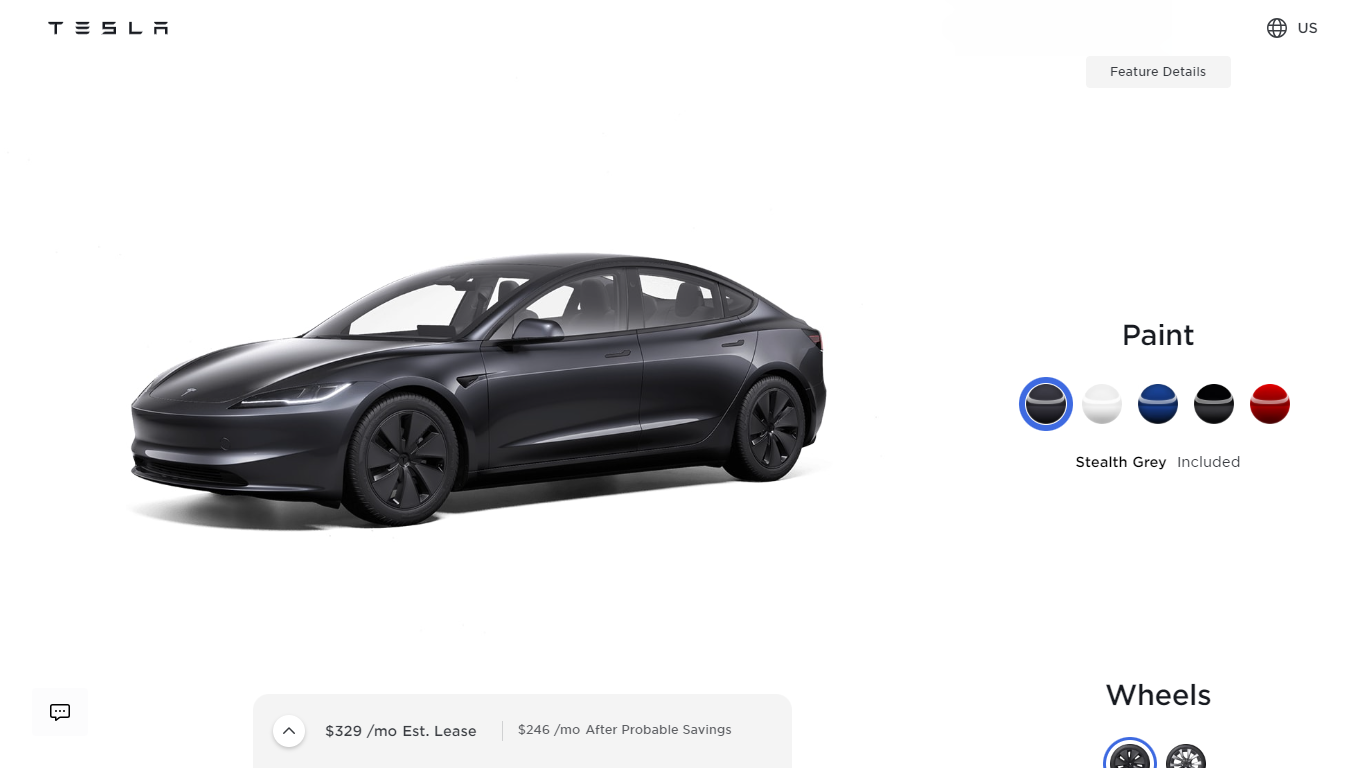 TESLA
US
Feature Details
Paint
Stealth Grey Included
Wheels
$329 /mo Est. Lease
$246 /mo After Probable Savings